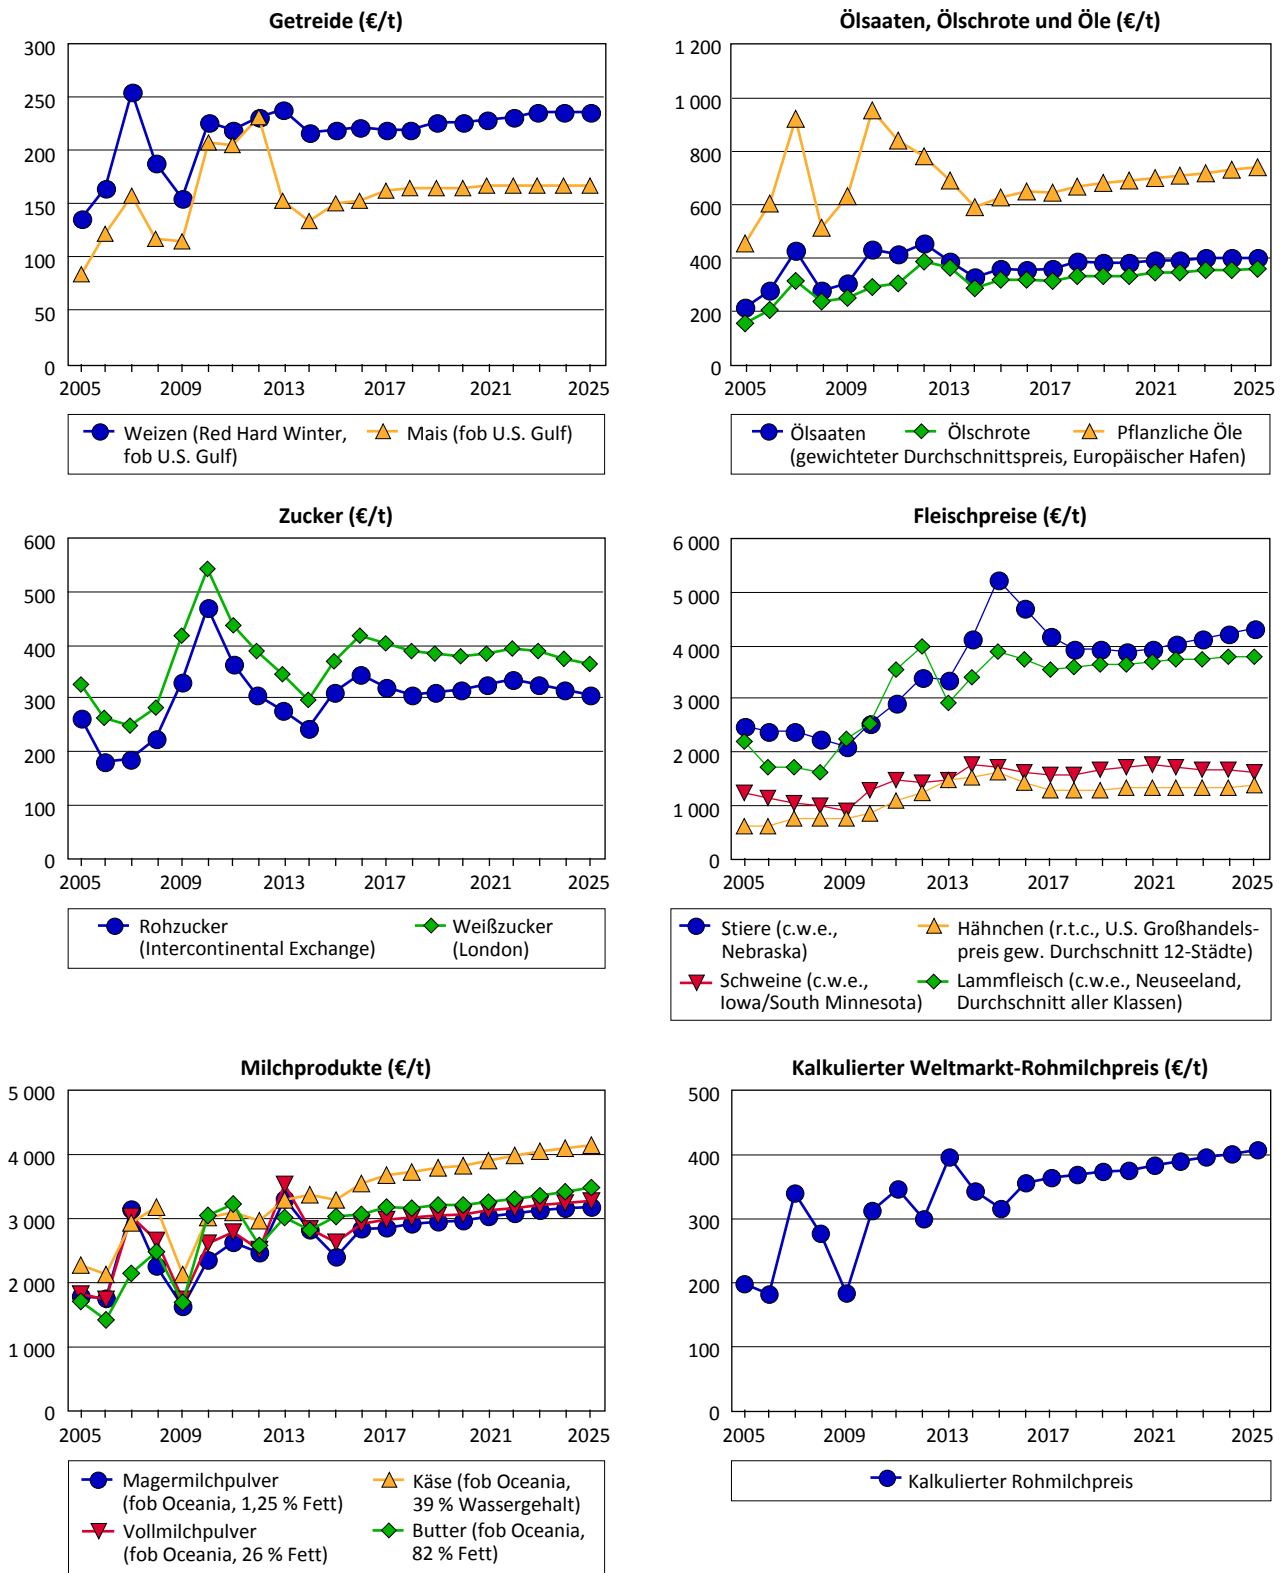 Getreide (€/t)
300
250
200
150
100
50
0
2005 2009 2013 2017 2021 2025
Weizen (Red Hard Winter,
fob U.S. Gulf)
Mais (fob U.S. Gulf)
Ölsaaten, Ölschrote und Öle (€/t)
1 200
1 000
800
600
400
200
0
2005 2009 2013 2017 2021 2025
Ölsaaten Ölschrote Pflanzliche Öle
(gewichteter Durchschnittspreis, Europäischer Hafen)
Zucker (€/t)
600
500
400
300
200
100
0
2005 2009 2013 2017 2021 2025
Rohzucker
(Intercontinental Exchange)
Weißzucker
(London)
Fleischpreise (€/t)
6 000
5 000
4 000
3 000
2 000
1 000
0
2005 2009 2013 2017 2021 2025
Stiere (c.w.e.,
Nebraska)
Hähnchen (r.t.c., U.S. Großhandels-
preis gew. Durchschnitt 12-Städte)
Schweine (c.w.e.,
Iowa/South Minnesota)
Lammfleisch (c.w.e., Neuseeland,
Durchschnitt aller Klassen)
Milchprodukte (€/t)
5 000
4 000
3 000
2 000
1 000
0
2005 2009 2013 2017 2021 2025
Magermilchpulver
(fob Oceania, 1,25 % Fett)
Käse (fob Oceania,
39 % Wassergehalt)
Vollmilchpulver
(fob Oceania, 26 % Fett)
Butter (fob Oceania,
82 % Fett)
Kalkulierter Weltmarkt-Rohmilchpreis (€/t)
500
400
300
200
100
0
2005 2009 2013 2017 2021 2025
Kalkulierter Rohmilchpreis